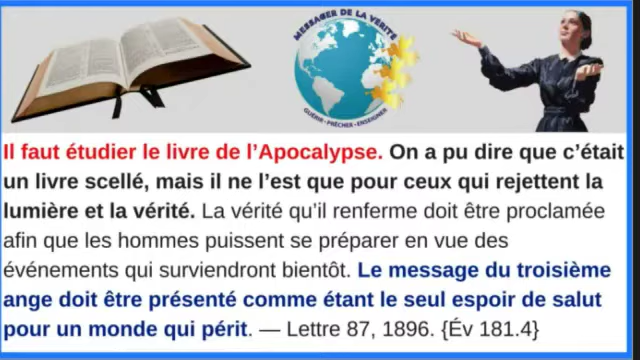 MESSAGER DE LA VÉRITÉ
GUÉRIR - PRÊCHER - ENSEIGNER
Il faut étudier le livre de l’Apocalypse. On a pu dire que c’était
un livre scellé, mais il ne l’est que pour ceux qui rejettent la
lumière et la vérité. La vérité qu’il renferme doit être proclamée
afin que les hommes puissent se préparer en vue des
événements qui surviendront bientôt. Le message du troisième
ange doit être présenté comme étant le seul espoir de salut
pour un monde qui périt. — Lettre 87, 1896. {Év 181.4}